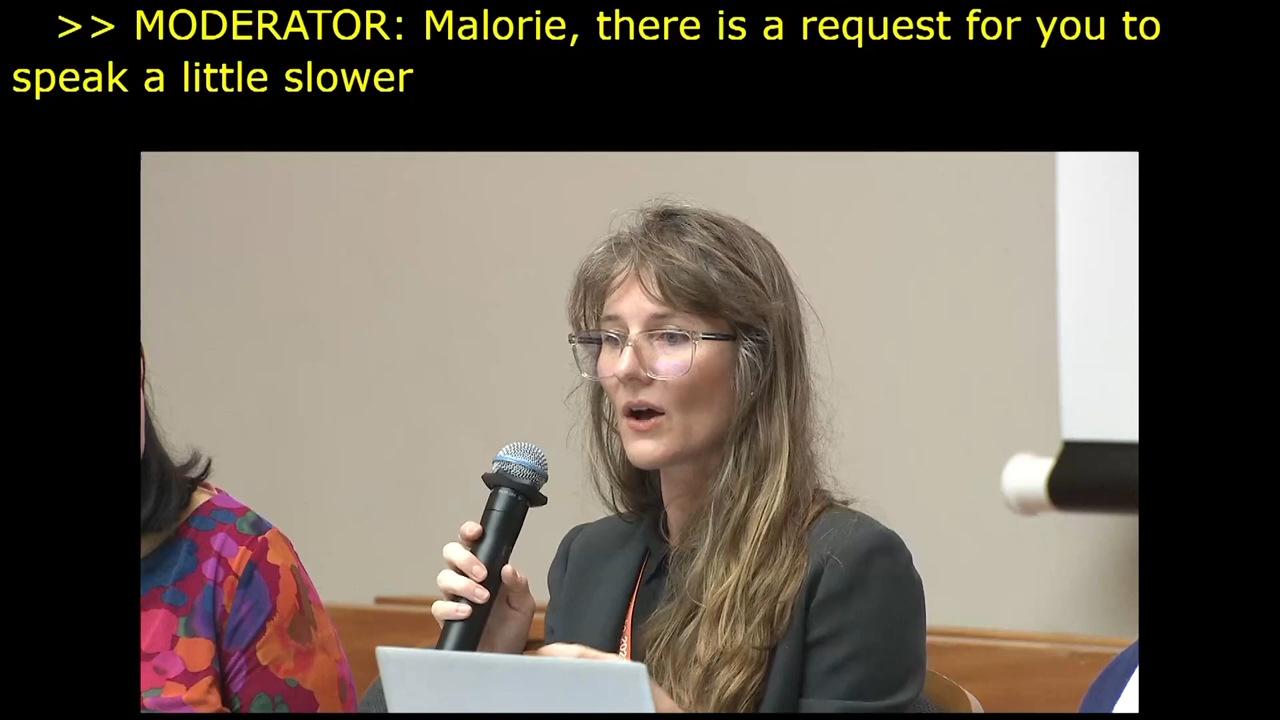 >> MODERATOR: Malorie, there is a request for you to
speak a little slower